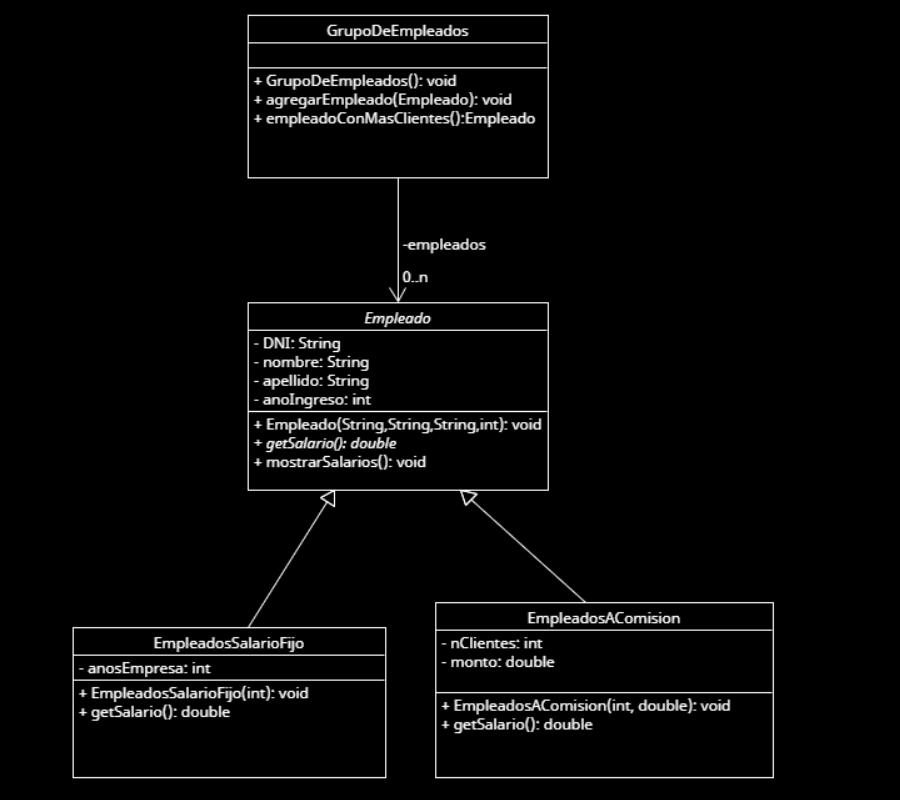 GrupoDeEmpleados
+ GrupoDeEmpleados(): void
+ agregarEmpleado(Empleado): void
+ empleadoConMasClientes():Empleado
-empleados
0..n
Empleado
- DNI: String
- nombre: String
- apellido: String
- anoIngreso: int
+ Empleado(String,String,String,int): void
+ getSalario(): double
+ mostrarSalarios(): void
EmpleadosSalarioFijo
- anosEmpresa: int
+ EmpleadosSalarioFijo(int): void
+ getSalario(): double
EmpleadosAComision
- nClientes: int
- monto: double
+ EmpleadosAComision(int, double): void
+ getSalario(): double